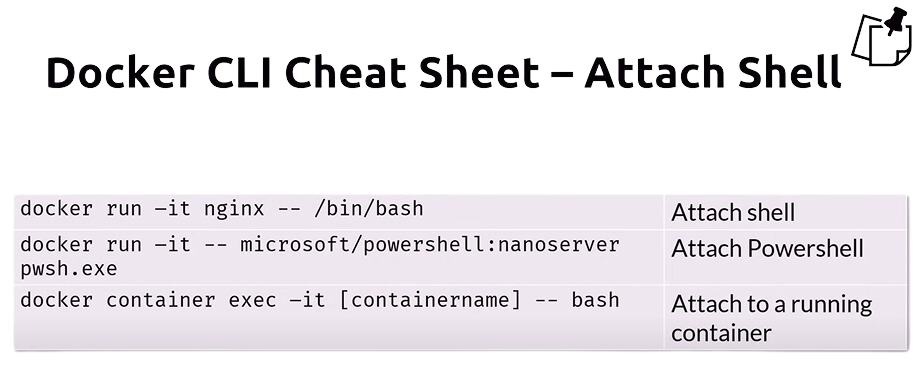 Docker CLI Cheat Sheet – Attach Shell
docker run –it nginx -- /bin/bash
Attach shell
docker run –it -- microsoft/powershell:nanoserver
pwsh.exe
Attach Powershell
docker container exec –it [containername] -- bash
Attach to a running
container